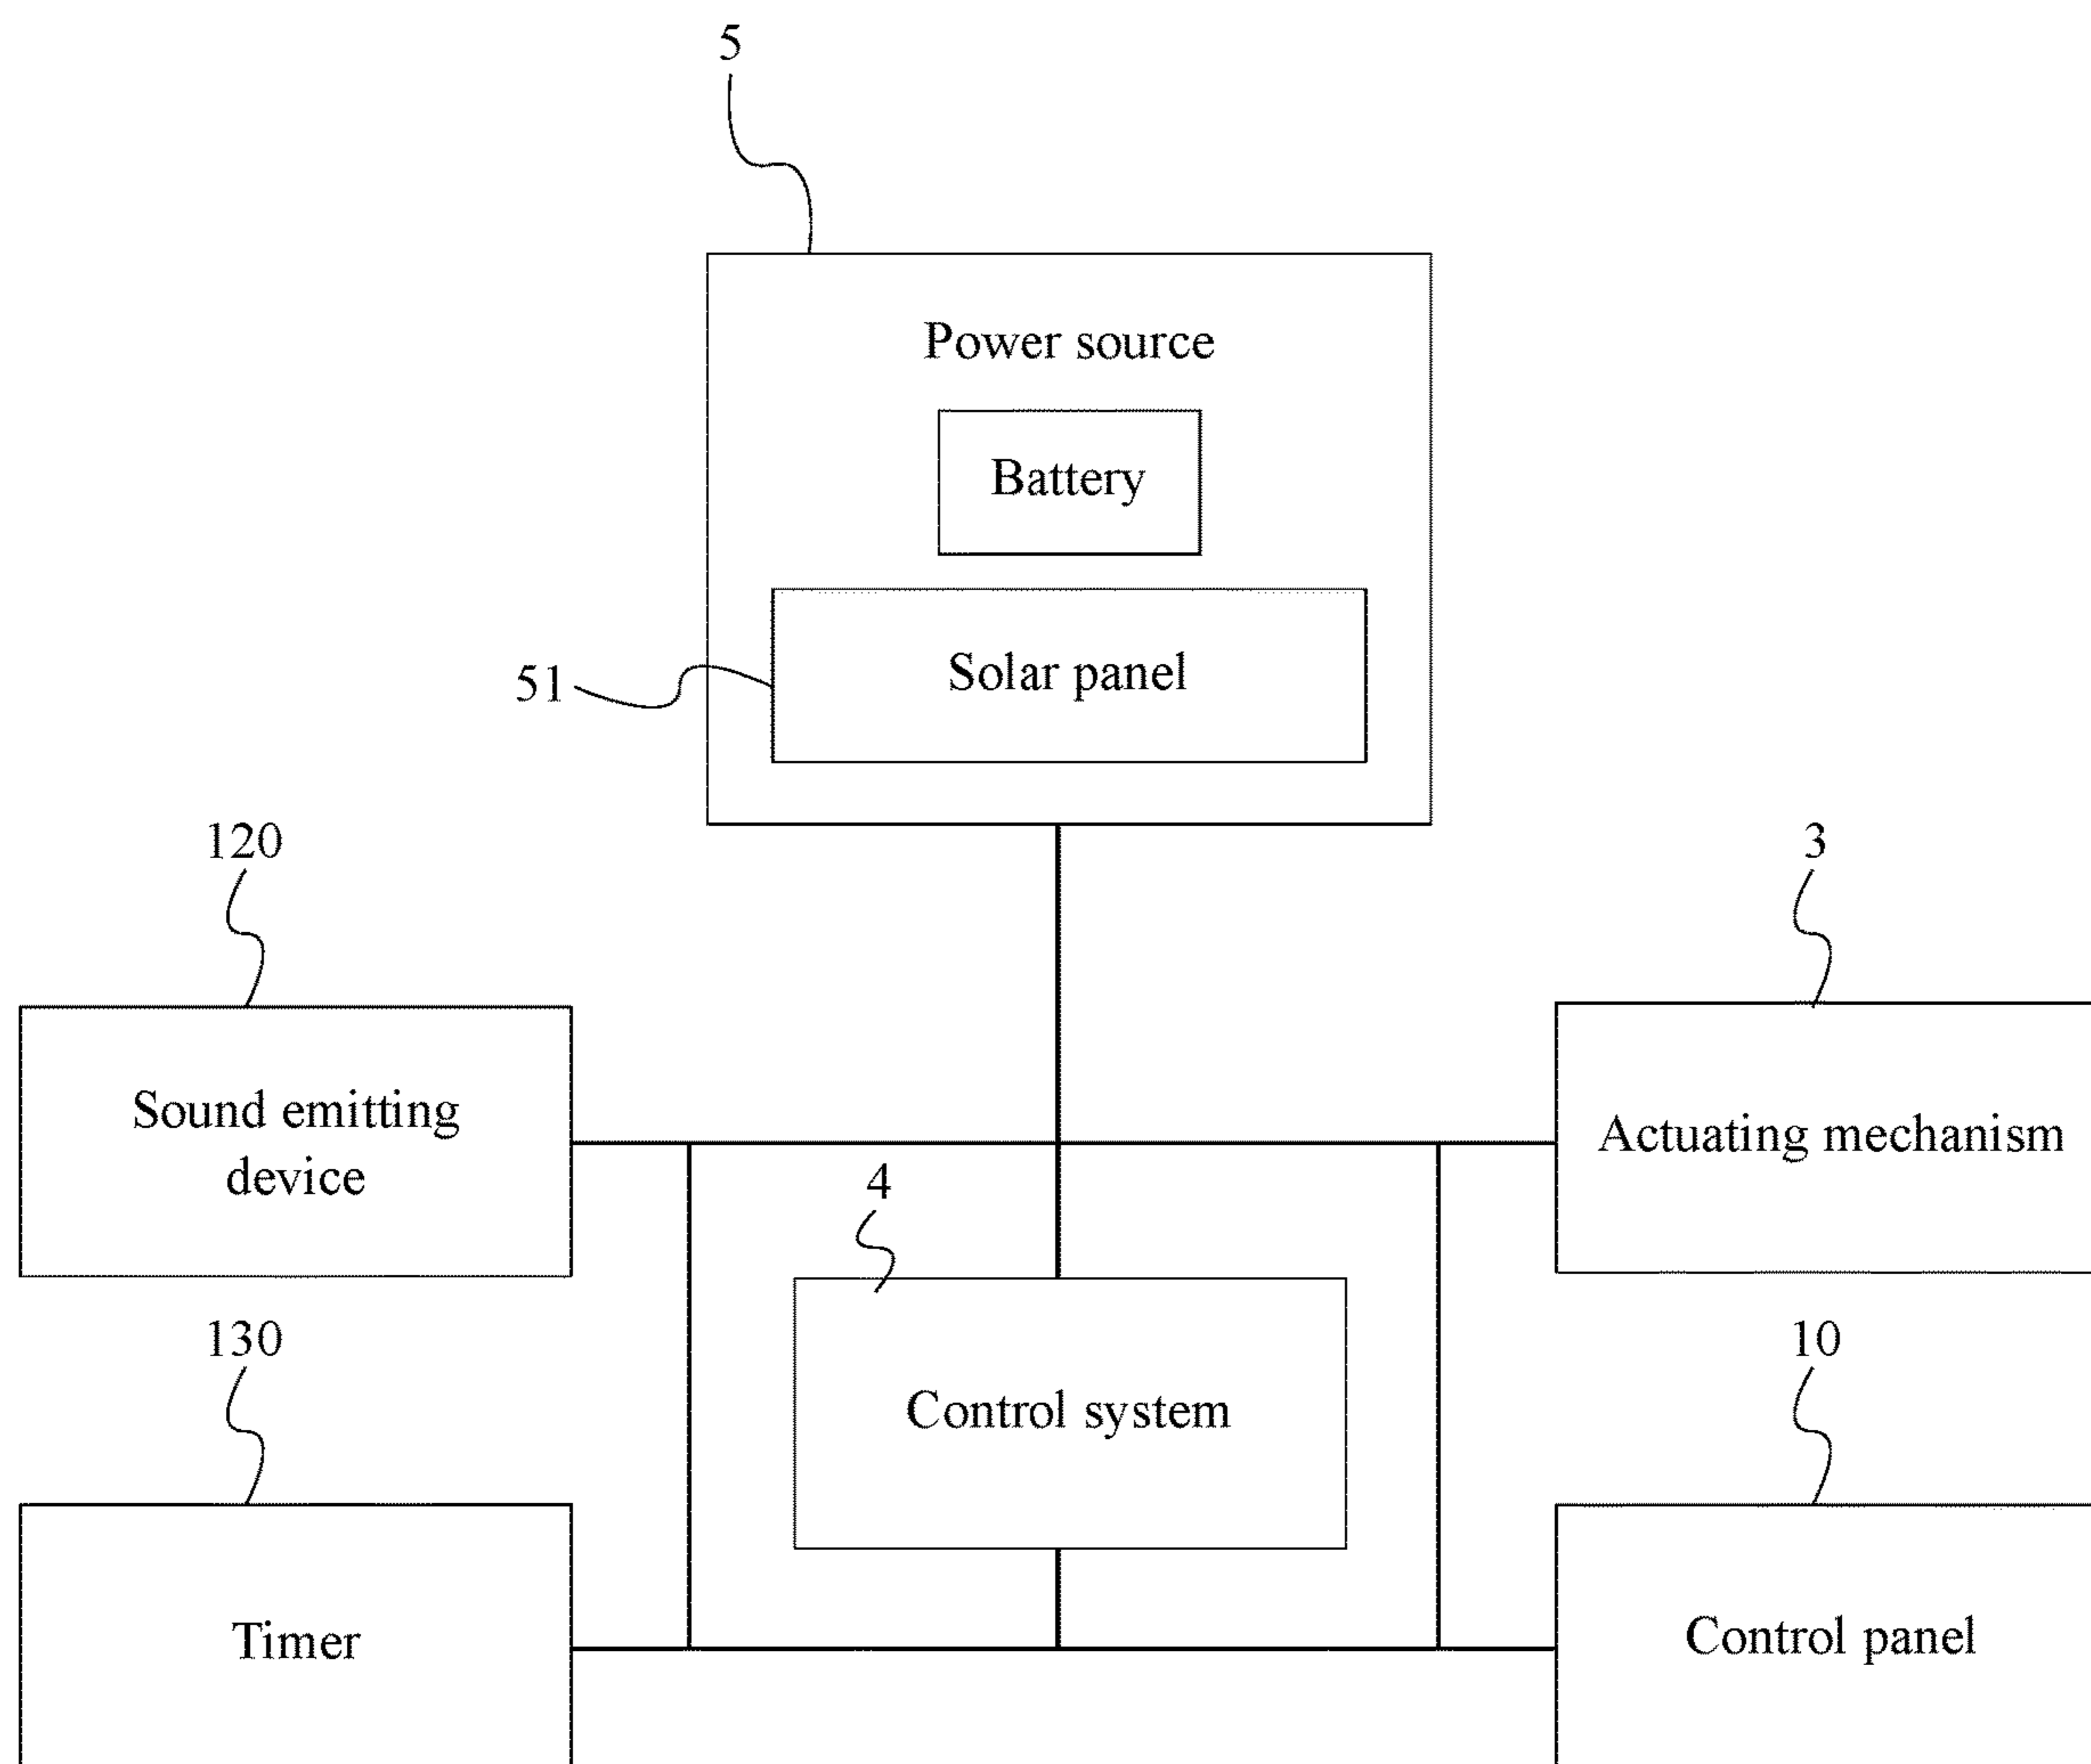 5
Power source
Battery
51
Solar panel
120
3
Sound emitting
device
Actuating mechanism
4
130
10
Control system
Timer
Control panel